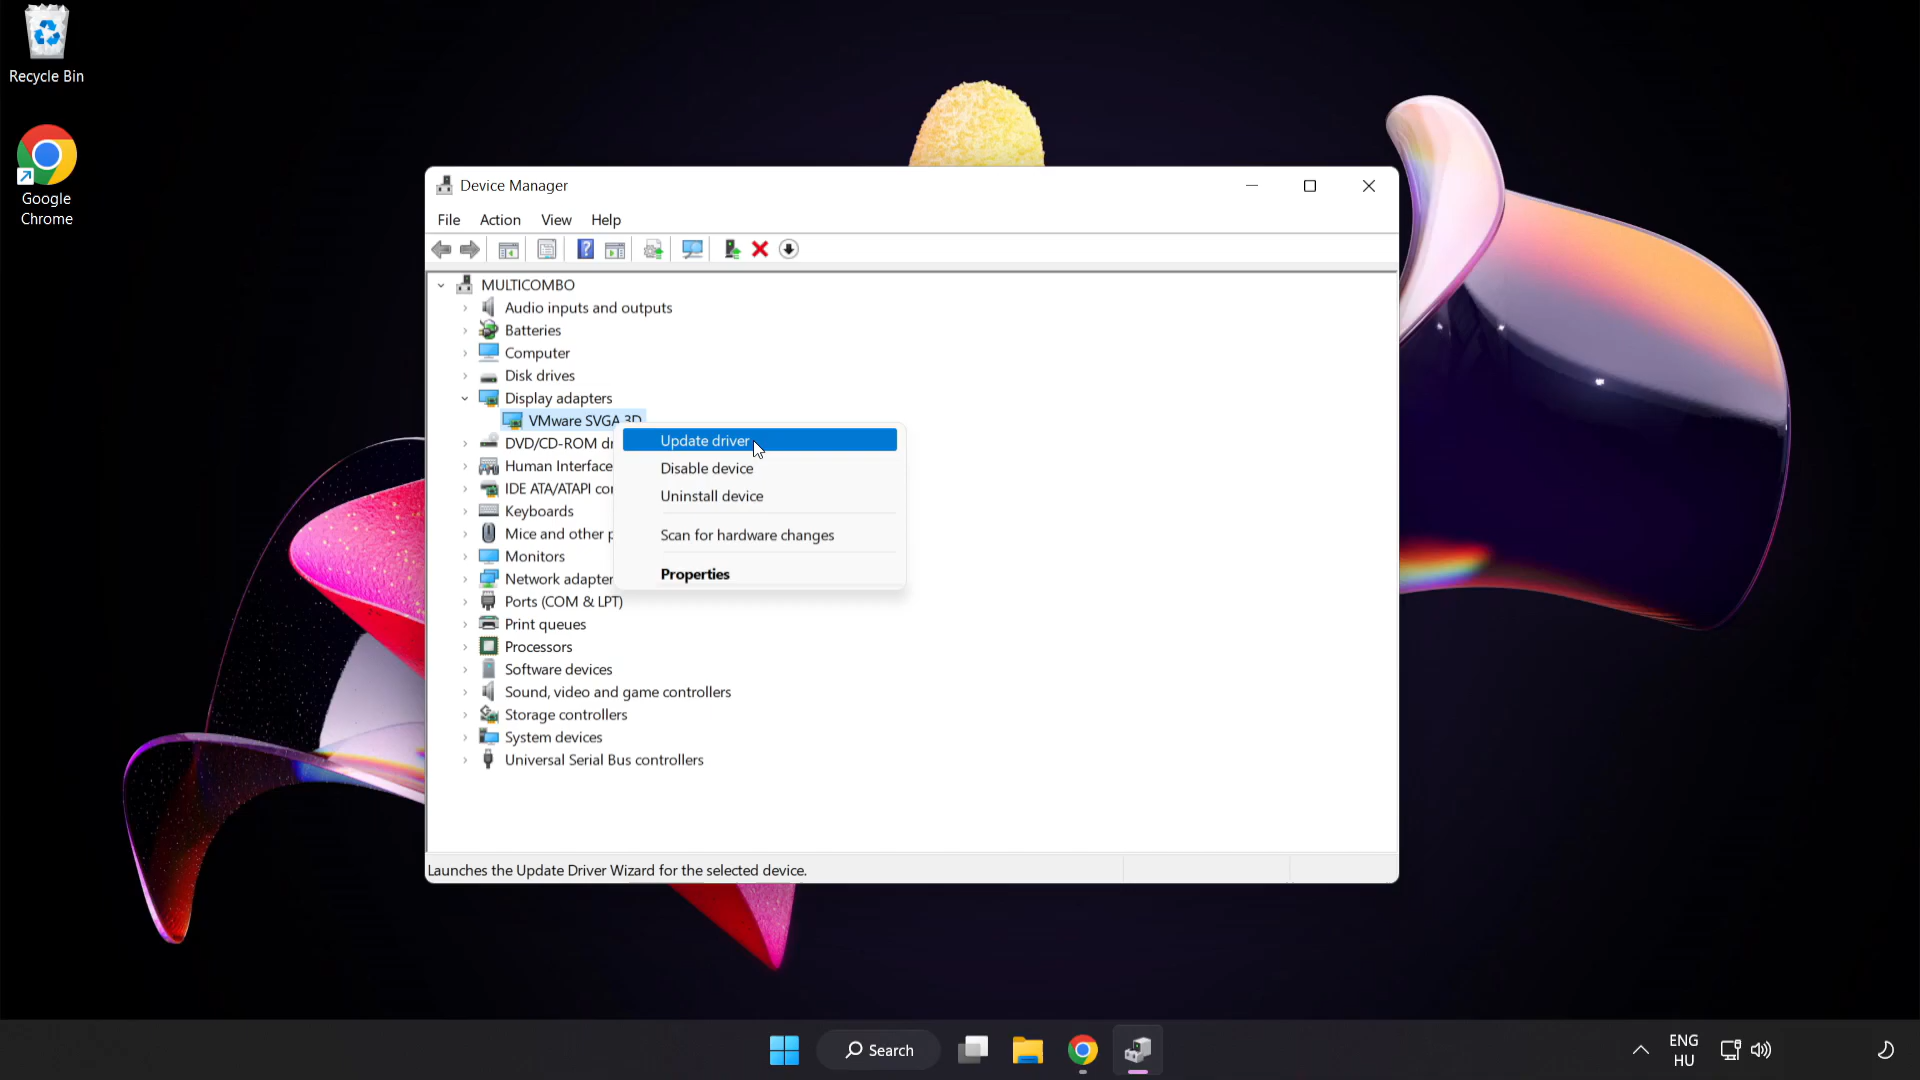 Recycle Bin
Google
Chrome
Device Manager
File Action View Help
MULTICOMBO
Audio inputs and outputs
Batteries
Computer
Disk drives
Display adapters
VMware SVGA 3D
DVD/CD-ROM
Human Interface
IDE ATA/ATAPI
Keyboards
Mice and other
Monitors
Network
Ports (COM & LPT)
Print queues
Processors
Software devices
Sound, video and game controllers
Storage controllers
System devices
Universal Serial Bus controllers
Update driver
Disable device
Uninstall device
Scan for hardware changes
Properties
Launches the Update Driver Wizard for the selected device.
Search
ENG
HU